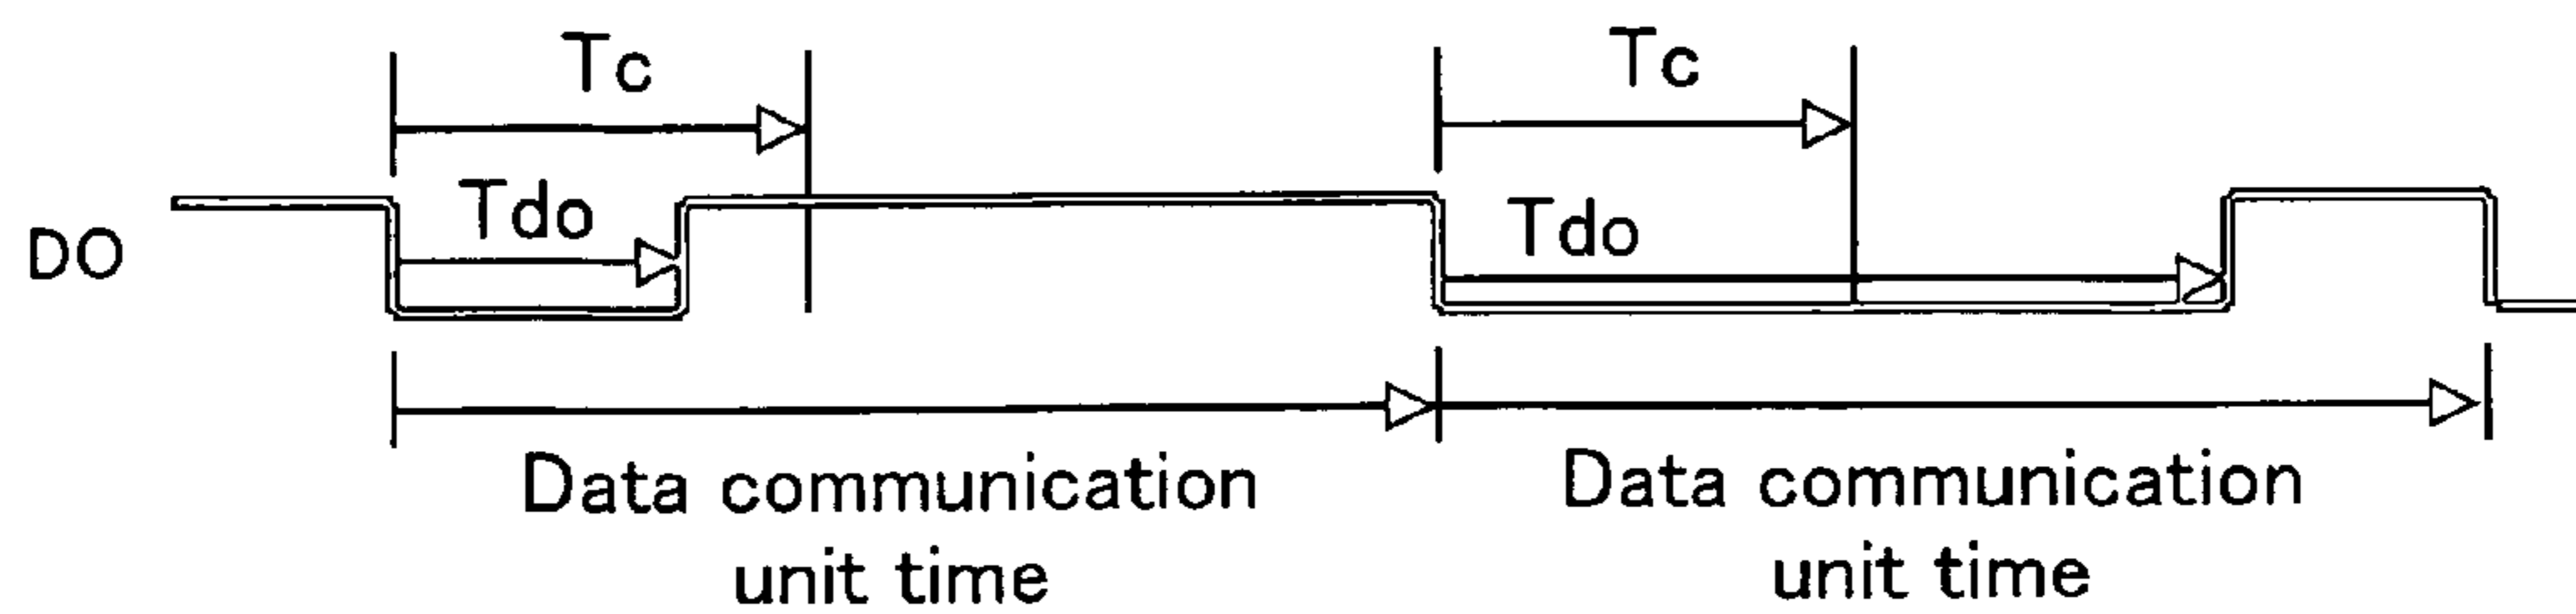 Tc
Tc
Tdo
Tdo
DO
Data communication
unit time
Data communication
unit time